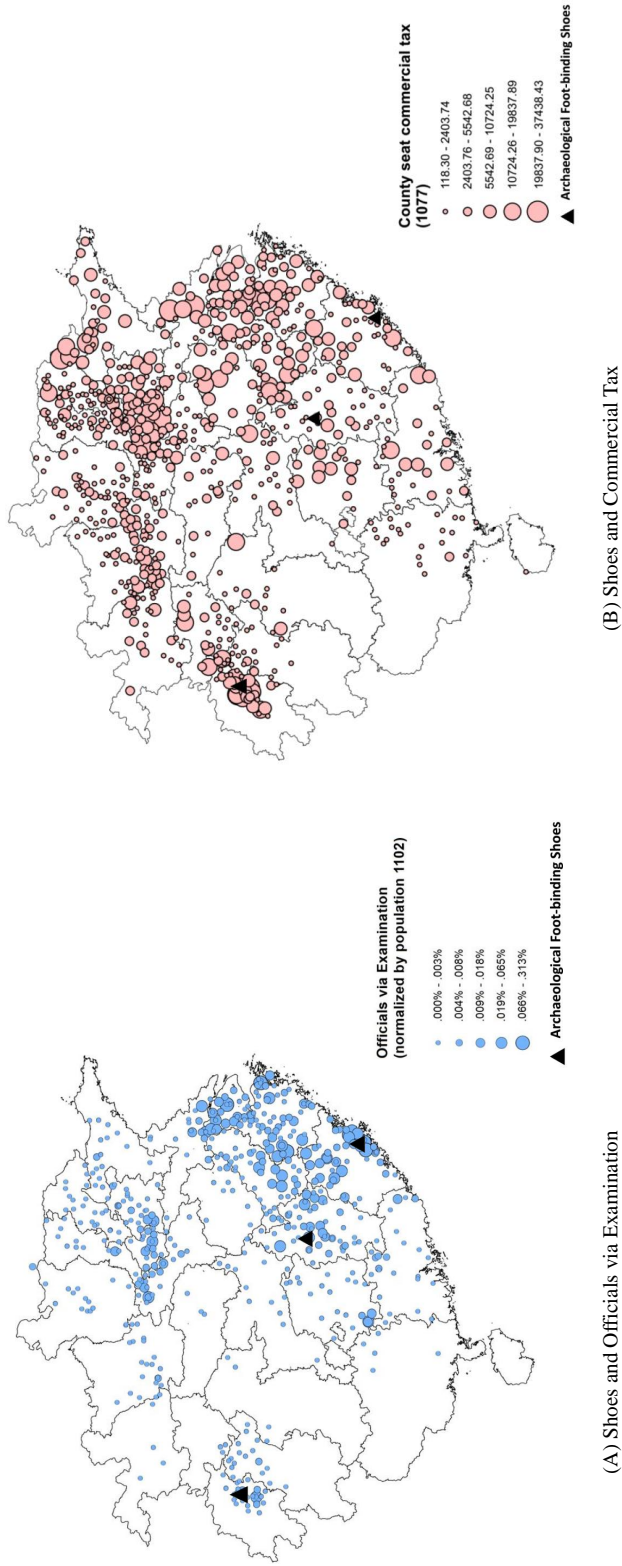 Officials via Examination
(normalized by population 1102)
.000% - .003%
.004% - .008%
.009% - .018%
.019% - .065%
.066% - .313%
Archaeological Foot-binding Shoes
(A) Shoes and Officials via Examination
County seat commercial tax
(1077)
118.30 - 2403.74
2403.76 - 5542.68
5542.69 - 10724.25
10724.26 - 19837.89
19837.90 - 37438.43
Archaeological Foot-binding Shoes
(B) Shoes and Commercial Tax